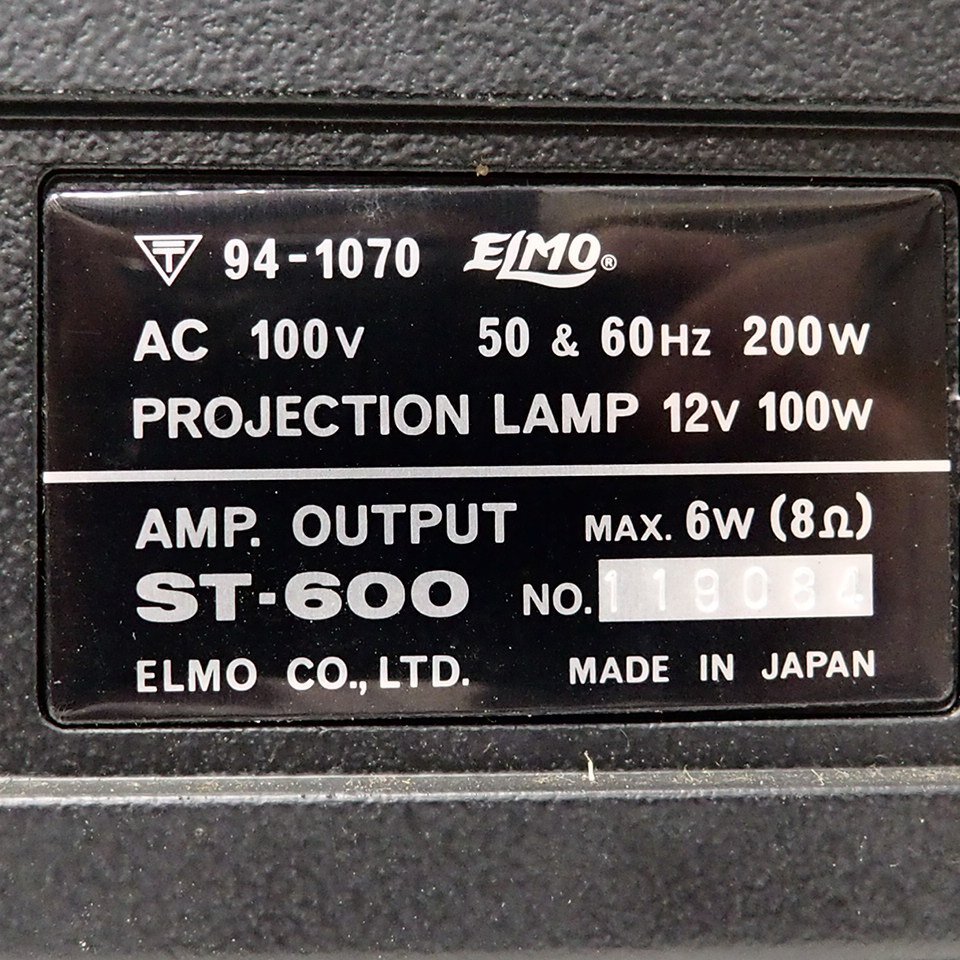 94-1070 ELMO®
AC 100V 50 & 60Hz 200W
PROJECTION LAMP 12V 100W
AMP. OUTPUT MAX. 6W (8Ω)
ST-600 NO. 119084
ELMO CO., LTD. MADE IN JAPAN